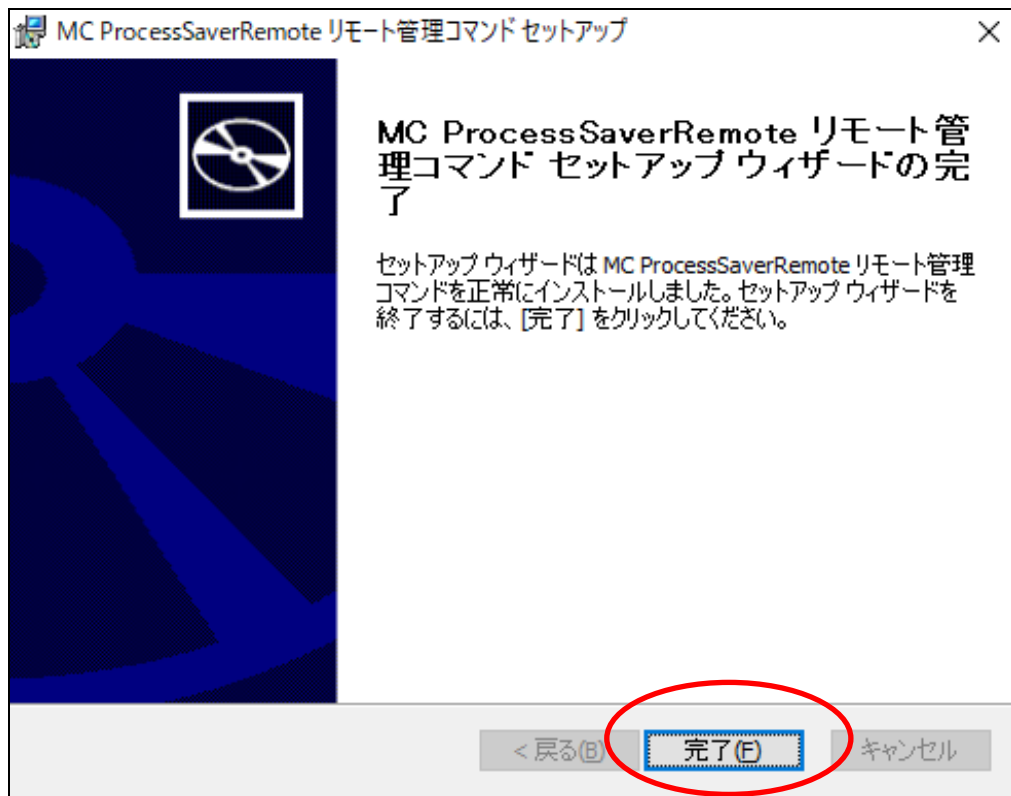 MC ProcessSaverRemote リモート管理コマンド セットアップ
MC ProcessSaverRemote リモート管
理コマンド セットアップ ウィザードの完
了
セットアップ ウィザードは MC ProcessSaverRemote リモート管理
コマンドを正常にインストールしました。セットアップ ウィザードを
終了するには、[完了] をクリックしてください。
< 戻る(B) 完了(F) キャンセル